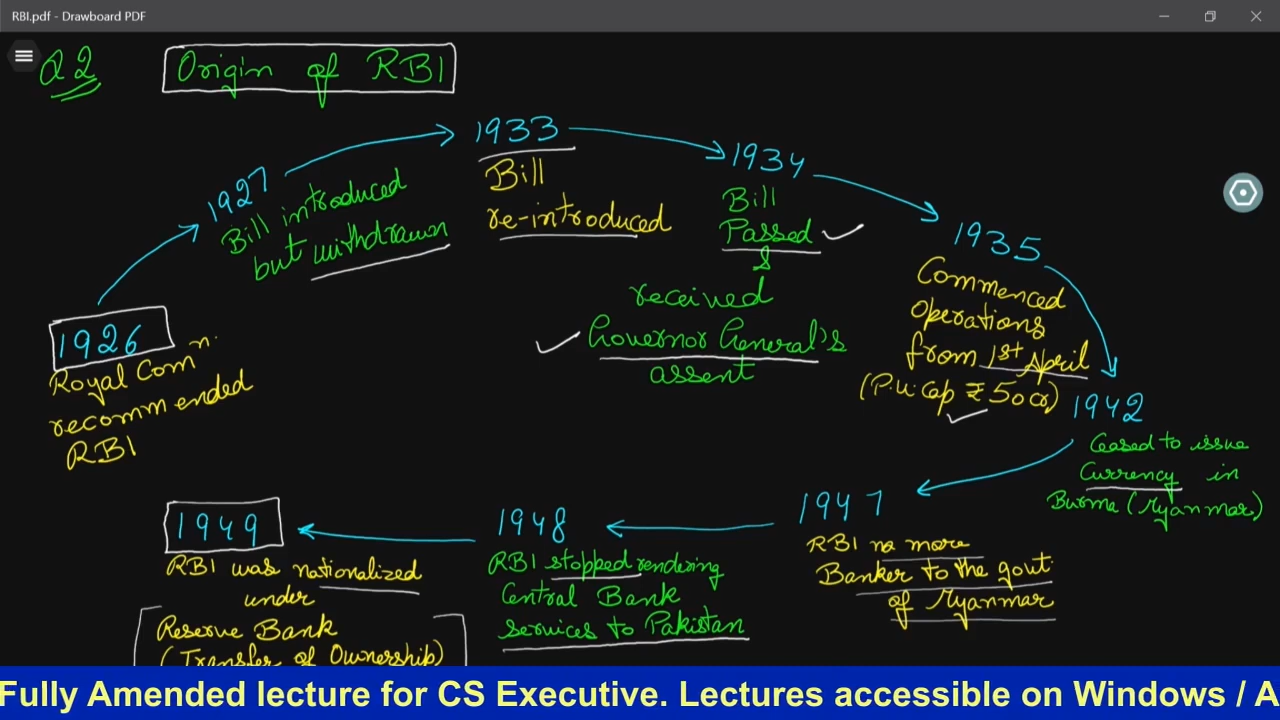 RBI.pdf - Drawboard PDF
Q2
Origin of RBI
1926
Royal Comn.
recommended
RBI
1927
Bill introduced
but withdrawn
1933
Bill
re-introduced
1934
Bill
Passed
&
received
Governor General's
assent
1935
Commenced
Operations
from 1st April
(P.U. Cap ₹ 50 cr)
1942
Ceased to issue
Currency in
Burma (Myanmar)
1947
RBI no more
Banker to the govt.
of Myanmar
1948
RBI stopped rendering
Central Bank
services to Pakistan
1949
RBI was nationalized
under
Reserve Bank
(Transfer of Ownership)
Fully Amended lecture for CS Executive. Lectures accessible on Windows / A